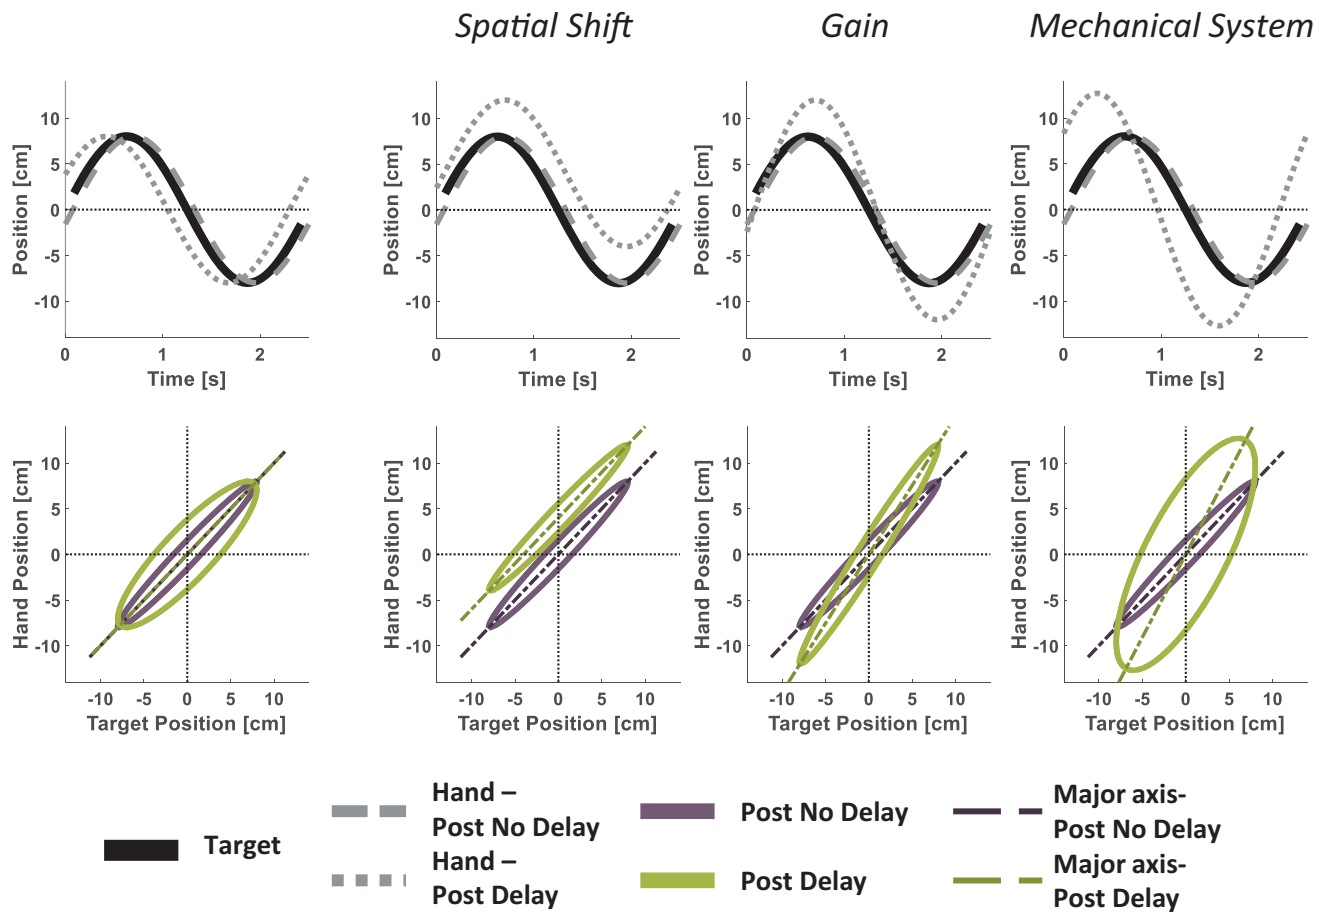 Spatial Shift
Gain
Mechanical System
Position [cm]
10
5
0
-5
-10
0
1
2
Time [s]
Position [cm]
10
5
0
-5
-10
0
1
2
Time [s]
Position [cm]
10
5
0
-5
-10
0
1
2
Time [s]
Position [cm]
10
5
0
-5
-10
0
1
2
Time [s]
Hand Position [cm]
10
5
0
-5
-10
-10
-5
0
5
10
Target Position [cm]
Hand Position [cm]
10
5
0
-5
-10
-10
-5
0
5
10
Target Position [cm]
Hand Position [cm]
10
5
0
-5
-10
-10
-5
0
5
10
Target Position [cm]
Hand Position [cm]
10
5
0
-5
-10
-10
-5
0
5
10
Target Position [cm]
Target
Hand –
Post No Delay
Hand –
Post Delay
Post No Delay
Post Delay
Major axis-
Post No Delay
Major axis-
Post Delay